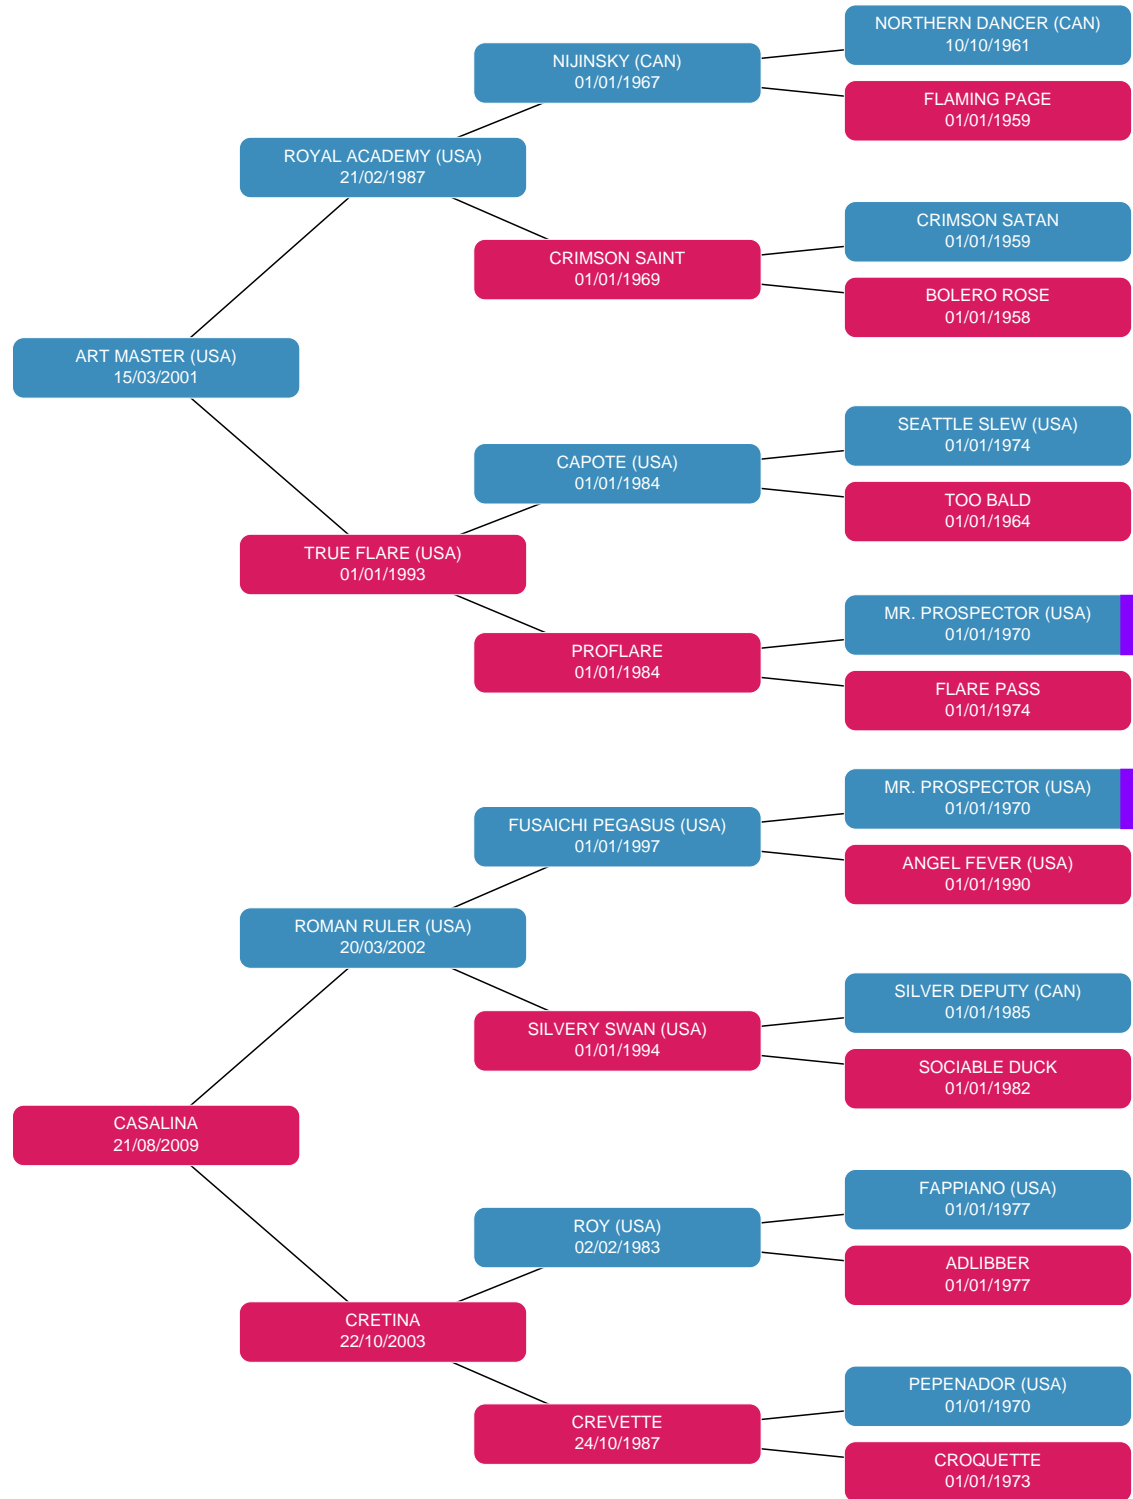 NORTHERN DANCER (CAN)
10/10/1961
NIJINSKY (CAN)
01/01/1967
FLAMING PAGE
01/01/1959
ROYAL ACADEMY (USA)
21/02/1987
CRIMSON SATAN
01/01/1959
CRIMSON SAINT
01/01/1969
BOLERO ROSE
01/01/1958
ART MASTER (USA)
15/03/2001
SEATTLE SLEW (USA)
01/01/1974
CAPOTE (USA)
01/01/1984
TOO BALD
01/01/1964
TRUE FLARE (USA)
01/01/1993
MR. PROSPECTOR (USA)
01/01/1970
PROFLARE
01/01/1984
FLARE PASS
01/01/1974
MR. PROSPECTOR (USA)
01/01/1970
FUSAICHI PEGASUS (USA)
01/01/1997
ANGEL FEVER (USA)
01/01/1990
ROMAN RULER (USA)
20/03/2002
SILVER DEPUTY (CAN)
01/01/1985
SILVERY SWAN (USA)
01/01/1994
SOCIABLE DUCK
01/01/1982
CASALINA
21/08/2009
FAPPIANO (USA)
01/01/1977
ROY (USA)
02/02/1983
ADLIBBER
01/01/1977
CRETINA
22/10/2003
PEPENADOR (USA)
01/01/1970
CREVETTE
24/10/1987
CROQUETTE
01/01/1973